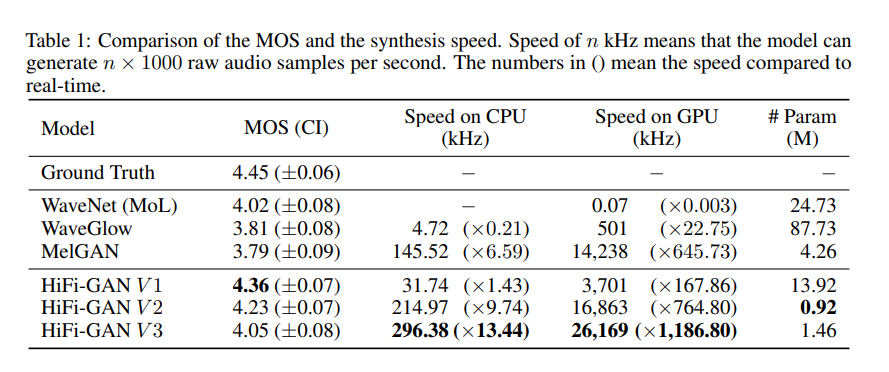 Table 1: Comparison of the MOS and the synthesis speed. Speed of n kHz means that the model can
generate n × 1000 raw audio samples per second. The numbers in () mean the speed compared to
real-time.
Model MOS (CI) Speed on CPU (kHz) Speed on GPU (kHz) # Param (M)
Ground Truth 4.45 (±0.06) − − −
WaveNet (MoL) 4.02 (±0.08) − 0.07 (×0.003) 24.73
WaveGlow 3.81 (±0.08) 4.72 (×0.21) 501 (×22.75) 87.73
MelGAN 3.79 (±0.09) 145.52 (×6.59) 14,238 (×645.73) 4.26
HiFi-GAN V1 4.36 (±0.07) 31.74 (×1.43) 3,701 (×167.86) 13.92
HiFi-GAN V2 4.23 (±0.07) 214.97 (×9.74) 16,863 (×764.80) 0.92
HiFi-GAN V3 4.05 (±0.08) 296.38 (×13.44) 26,169 (×1,186.80) 1.46